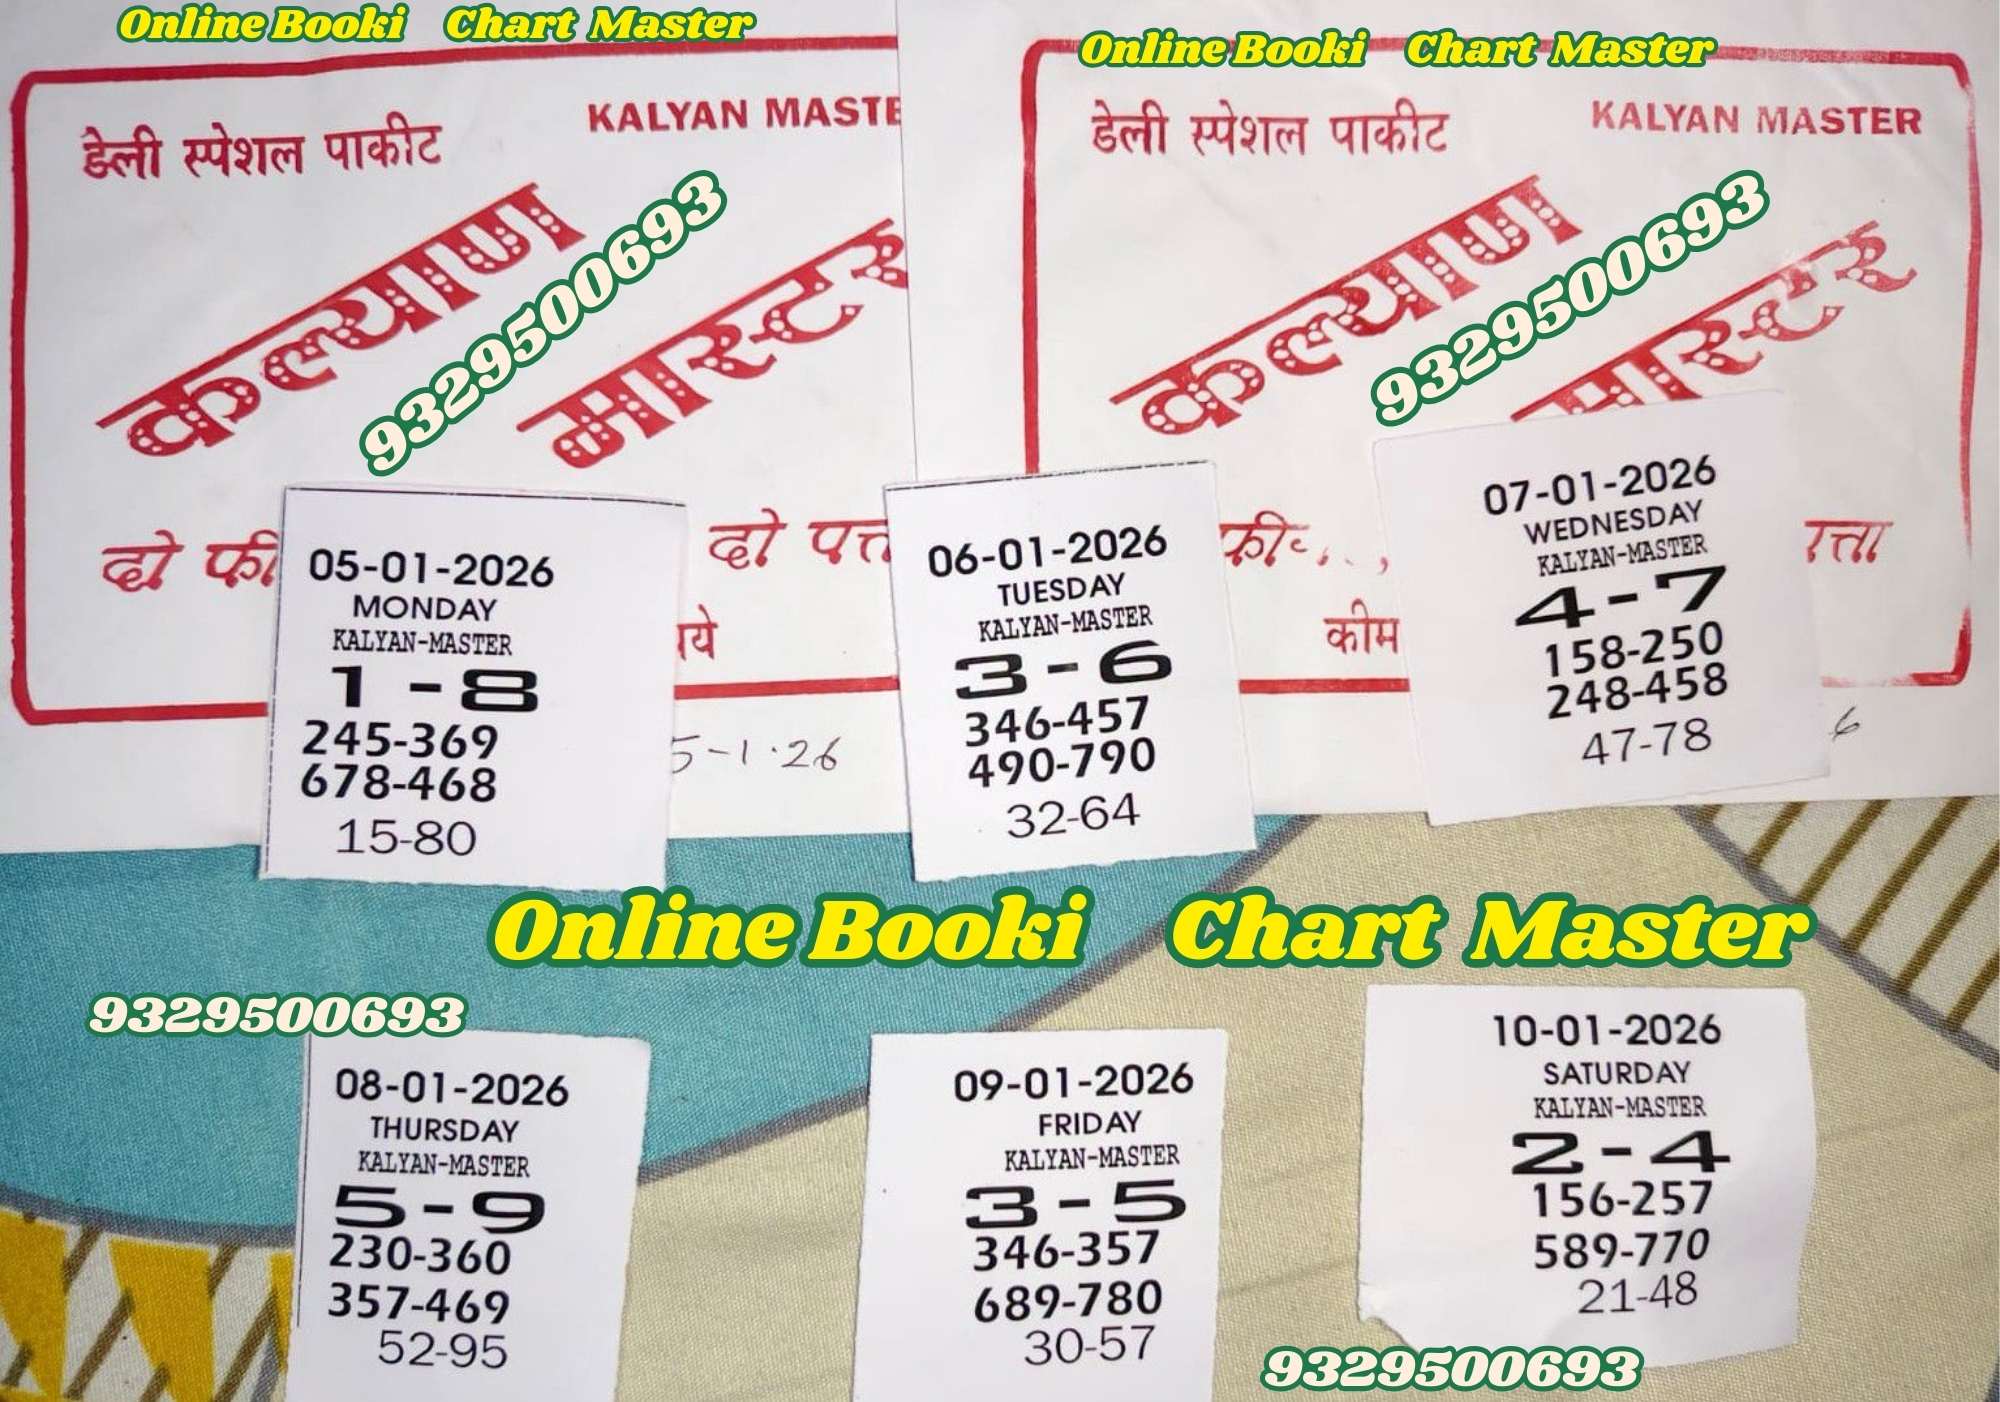 Online Booki Chart Master
Online Booki Chart Master
डेली स्पेशल पाकीट
KALYAN MASTE
कल्याण
मास्टर
9329500693
दो फी
दो पत्त
पये
5-1.26
डेली स्पेशल पाकीट
KALYAN MASTER
कल्याण
मास्टर
9329500693
फी
त्ता
कीम
6
05-01-2026
MONDAY
KALYAN-MASTER
1-8
245-369
678-468
15-80
06-01-2026
TUESDAY
KALYAN-MASTER
3-6
346-457
490-790
32-64
07-01-2026
WEDNESDAY
KALYAN-MASTER
4-7
158-250
248-458
47-78
Online Booki Chart Master
9329500693
08-01-2026
THURSDAY
KALYAN-MASTER
5-9
230-360
357-469
52-95
09-01-2026
FRIDAY
KALYAN-MASTER
3-5
346-357
689-780
30-57
10-01-2026
SATURDAY
KALYAN-MASTER
2-4
156-257
589-770
21-48
9329500693